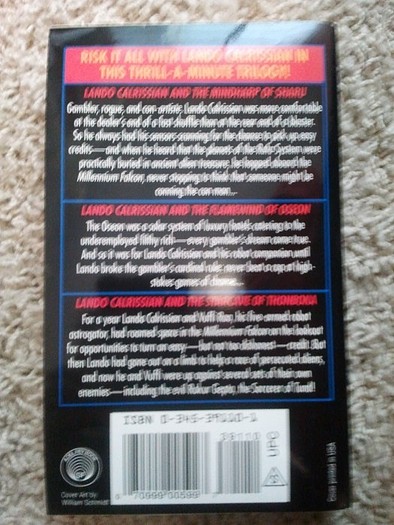 RISK IT ALL WITH LANDO CALRISSIAN IN
THIS THRILL-A-MINUTE TRILOGY!
LANDO CALRISSIAN AND THE MINDHARP OF SHARU
Gambler, rogue, and con-artiste, Lando Calrissian was more comfortable
at the dealer's end of a fast shuffle than at the rear end of a blaster.
So he always had his sensors scanning for the chance to pick up easy
credits—and when he heard that the planets of the Rafa System were
practically buried in ancient alien treasure, he hopped aboard the
Millennium Falcon, never stopping to think that someone might be
conning the con man...
LANDO CALRISSIAN AND THE FLAMEWIND OF OSEON
The Oseon was a solar system of luxury hotels catering to the
underemployed filthy rich—every gambler's dream come true.
And so it was for Lando Calrissian and his robot companion until
Lando broke the gambler's cardinal rule: never beat a cop at high-
stakes games of chance...
LANDO CALRISSIAN AND THE STARCAVE OF THONBOKA
For a year Lando Calrissian and Vuffi Raa, his five-armed robot
astrogator, had roamed space in the Millennium Falcon on the lookout
for opportunities to turn an easy—but not too dishonest—credit. But
then Lando had gone out on a limb to help a race of persecuted aliens,
and now he and Vuffi were up against several sets of their own
enemies—including the evil Rokur Gepta, the Sorcerer of Tund!
ISBN
UPC
Cover Art by
William Schmidt
Printed in USA